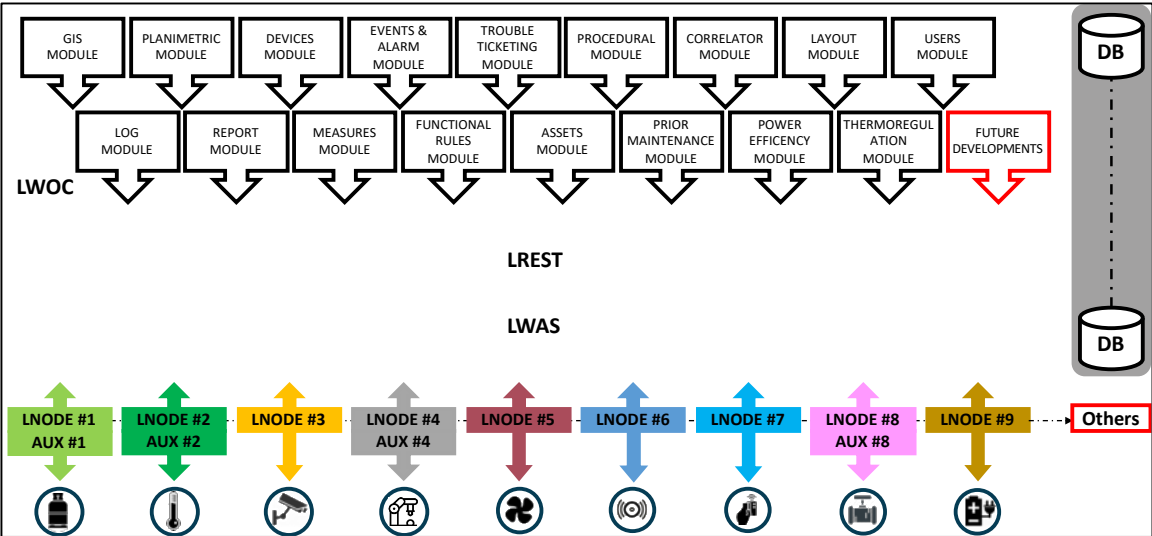 GIS
MODULE
PLANIMETRIC
MODULE
DEVICES
MODULE
EVENTS &
ALARM
MODULE
TROUBLE
TICKETING
MODULE
PROCEDURAL
MODULE
CORRELATOR
MODULE
LAYOUT
MODULE
USERS
MODULE
DB
LOG
MODULE
REPORT
MODULE
MEASURES
MODULE
FUNCTIONAL
RULES
MODULE
ASSETS
MODULE
PRIOR
MAINTENANCE
MODULE
POWER
EFFICENCY
MODULE
THERMOREGUL
ATION
MODULE
FUTURE
DEVELOPMENTS
LWOC
LREST
LWAS
DB
LNODE #1
AUX #1
LNODE #2
AUX #2
LNODE #3
LNODE #4
AUX #4
LNODE #5
LNODE #6
LNODE #7
LNODE #8
AUX #8
LNODE #9
Others